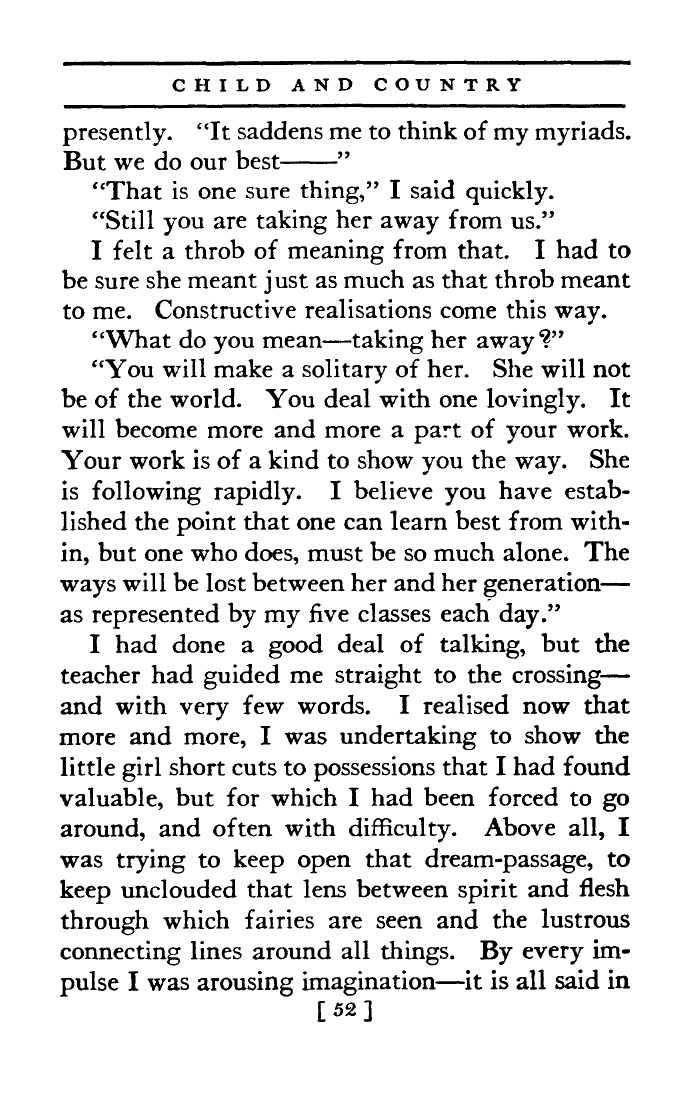 CHILD AND COUNTRY
presently. “It saddens me to think of my myriads.
But we do our best——”
“That is one sure thing,” I said quickly.
“Still you are taking her away from us.”
I felt a throb of meaning from that. I had to
be sure she meant just as much as that throb meant
to me. Constructive realisations come this way.
“What do you mean—taking her away?”
“You will make a solitary of her. She will not
be of the world. You deal with one lovingly. It
will become more and more a part of your work.
Your work is of a kind to show you the way. She
is following rapidly. I believe you have estab-
lished the point that one can learn best from with-
in, but one who does, must be so much alone. The
ways will be lost between her and her generation—
as represented by my five classes each day.”
I had done a good deal of talking, but the
teacher had guided me straight to the crossing—
and with very few words. I realised now that
more and more, I was undertaking to show the
little girl short cuts to possessions that I had found
valuable, but for which I had been forced to go
around, and often with difficulty. Above all, I
was trying to keep open that dream-passage, to
keep unclouded that lens between spirit and flesh
through which fairies are seen and the lustrous
connecting lines around all things. By every im-
pulse I was arousing imagination—it is all said in
[ 52 ]